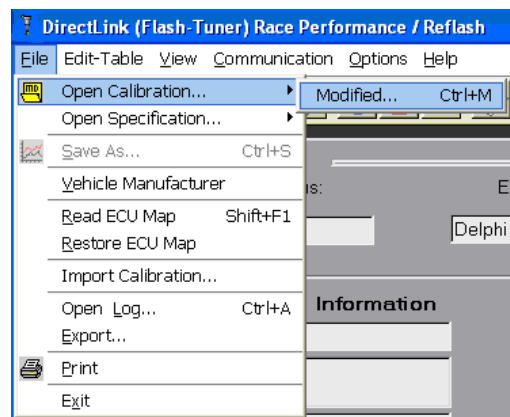 DirectLink (Flash-Tuner) Race Performance / Reflash
File Edit-Table View Communication Options Help
MD
Open Calibration...
Modified... Ctrl+M
Open Specification...
Save As... Ctrl+S
Vehicle Manufacturer
Read ECU Map Shift+F1
Restore ECU Map
Import Calibration...
Open Log... Ctrl+A
Export...
Print
Exit
us:
E
Delphi
Information